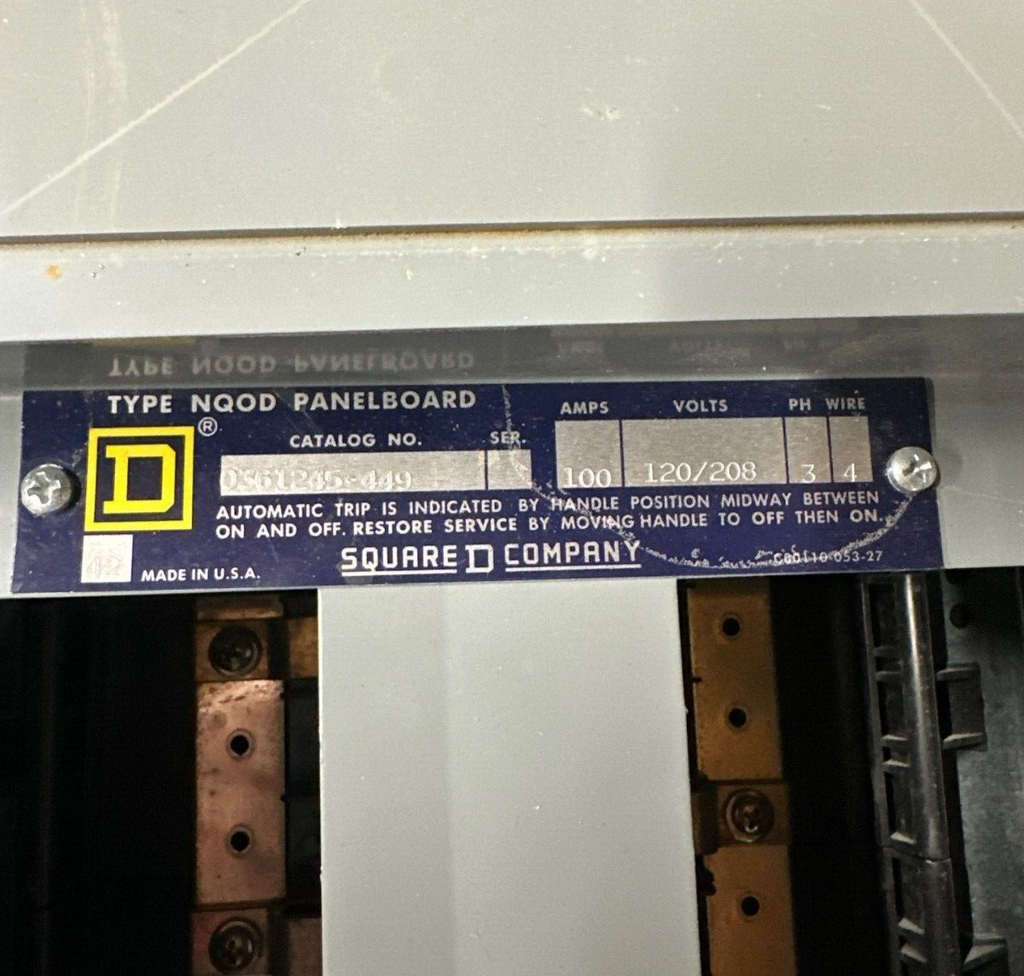 TYPE NQOD PANELBOARD
AMPS VOLTS PH WIRE
CATALOG NO. SER.
100 120/208 3 4
D
®
AUTOMATIC TRIP IS INDICATED BY HANDLE POSITION MIDWAY BETWEEN
ON AND OFF. RESTORE SERVICE BY MOVING HANDLE TO OFF THEN ON.
SQUARE D COMPANY
MADE IN U.S.A.